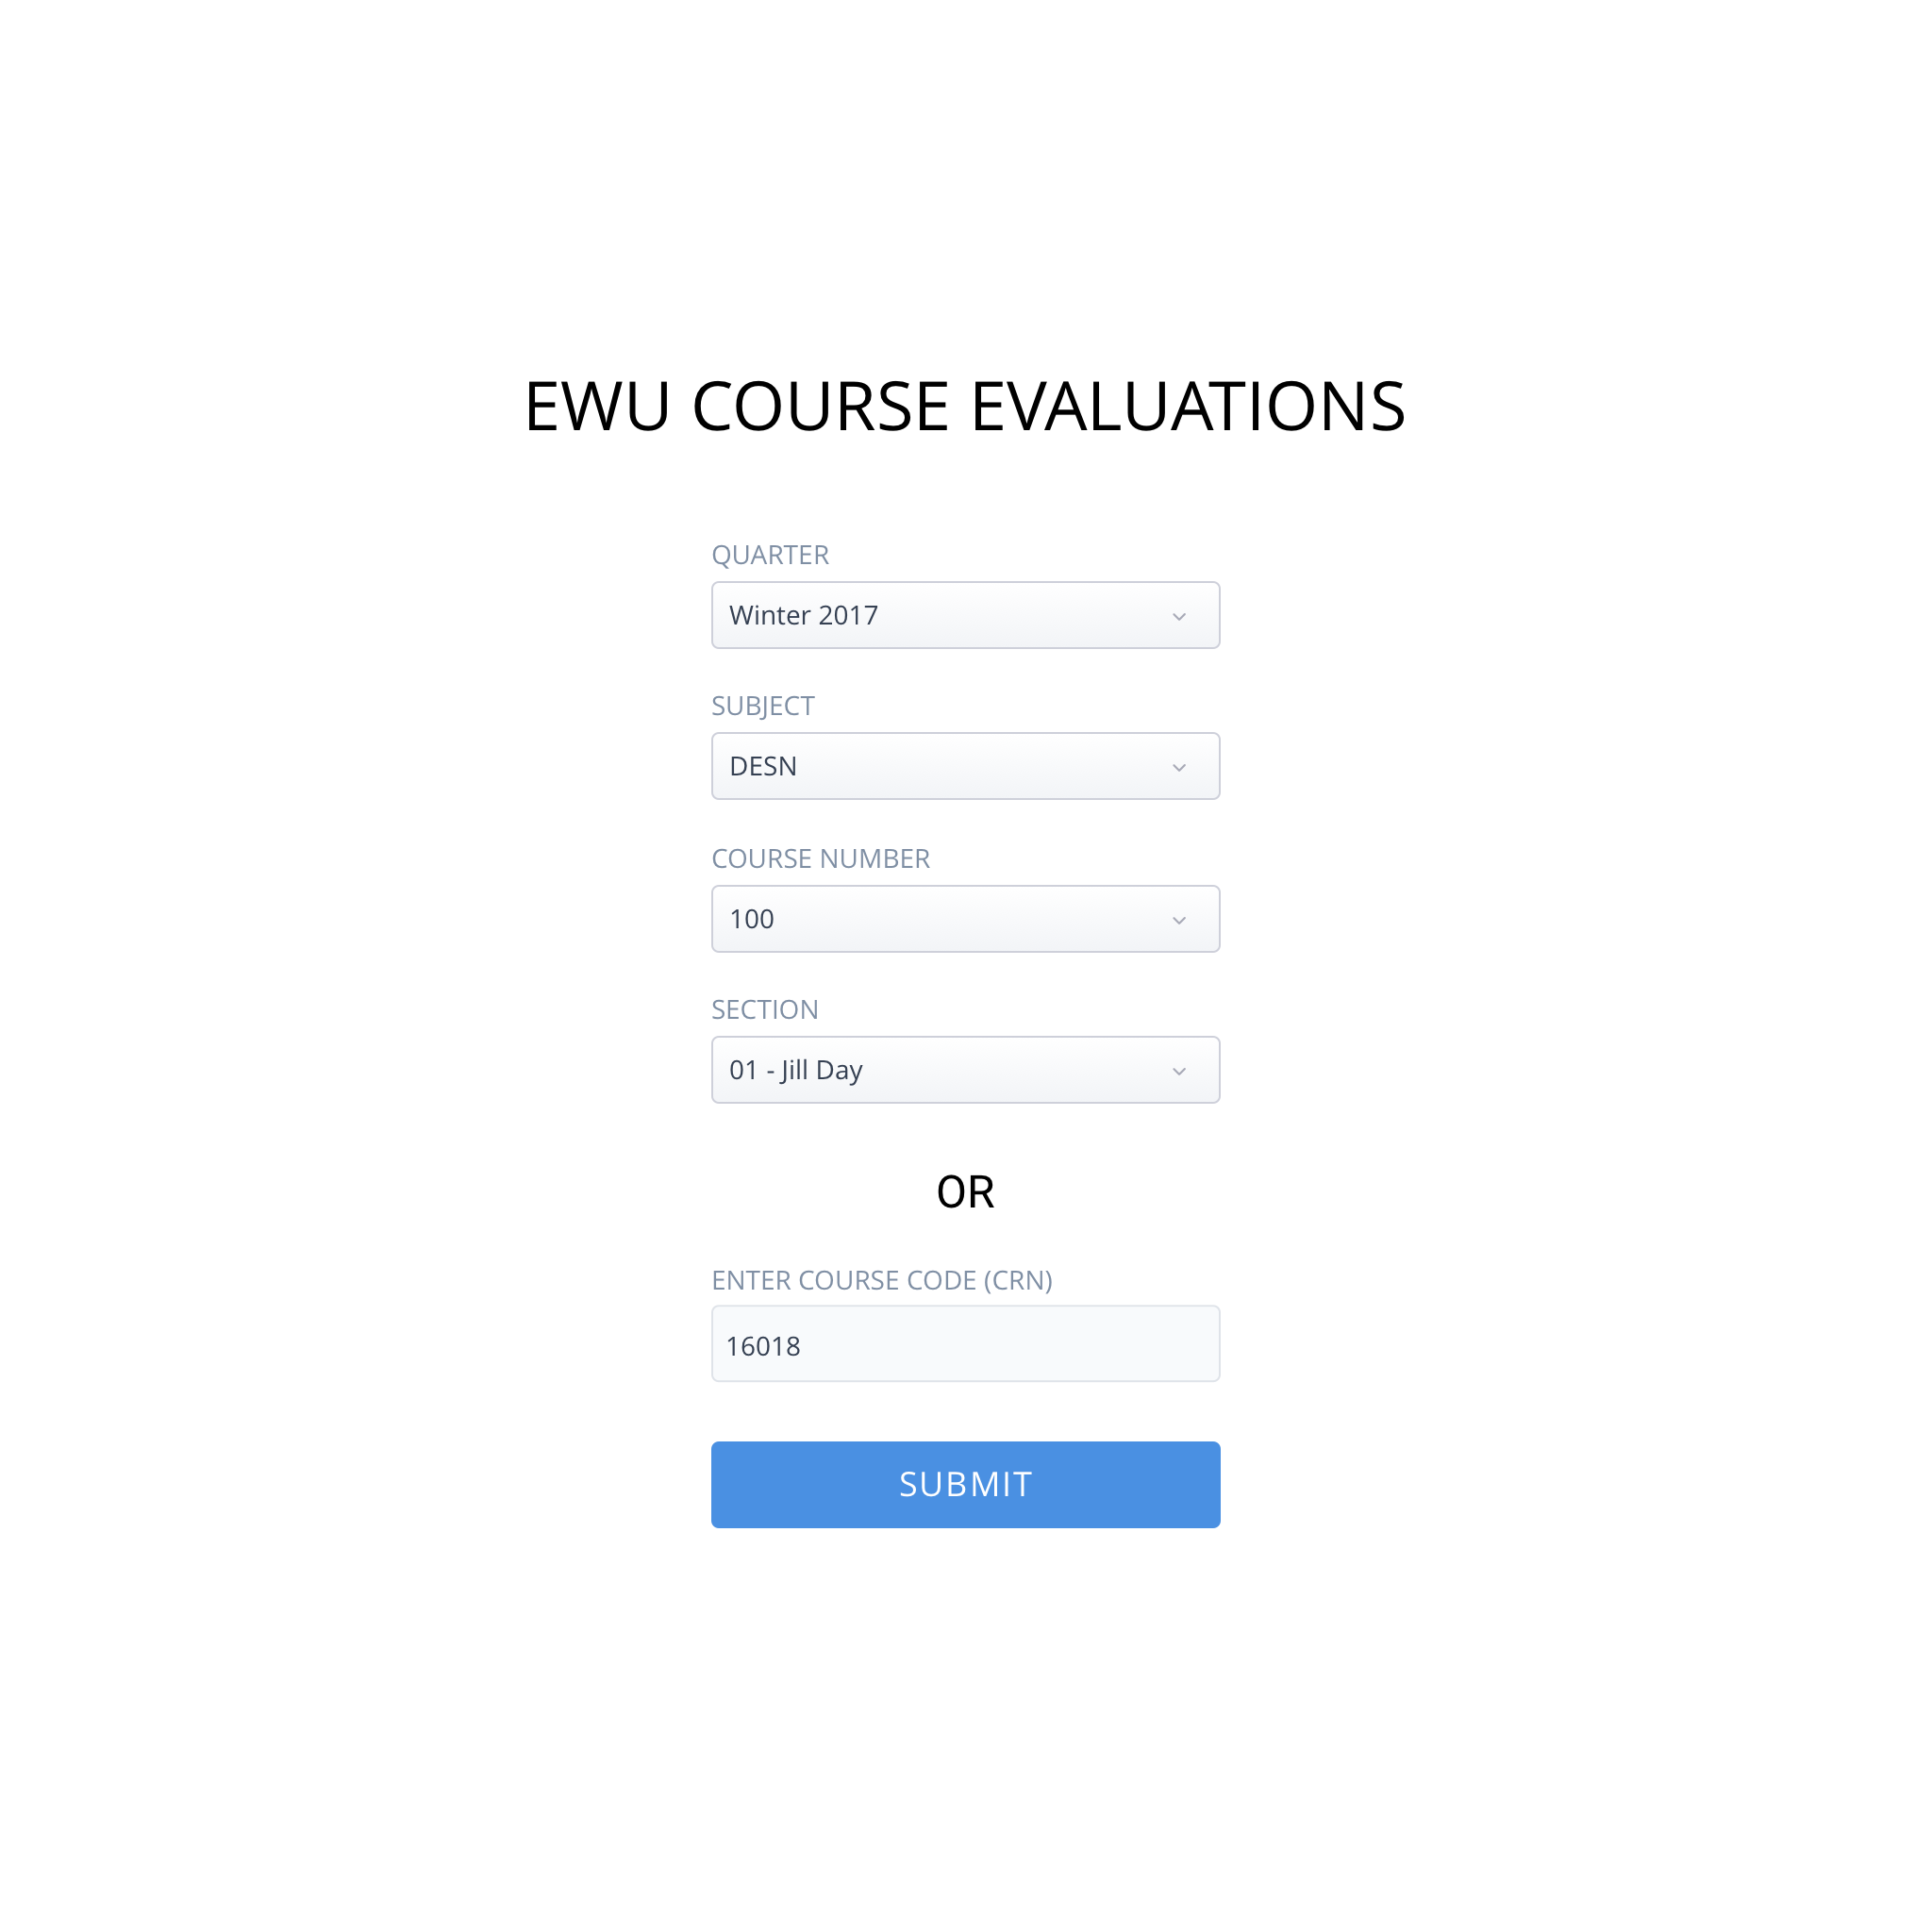 EWU COURSE EVALUATIONS
QUARTER
Winter 2017
SUBJECT
DESN
COURSE NUMBER
100
SECTION
01 - Jill Day
OR
ENTER COURSE CODE (CRN)
16018
SUBMIT